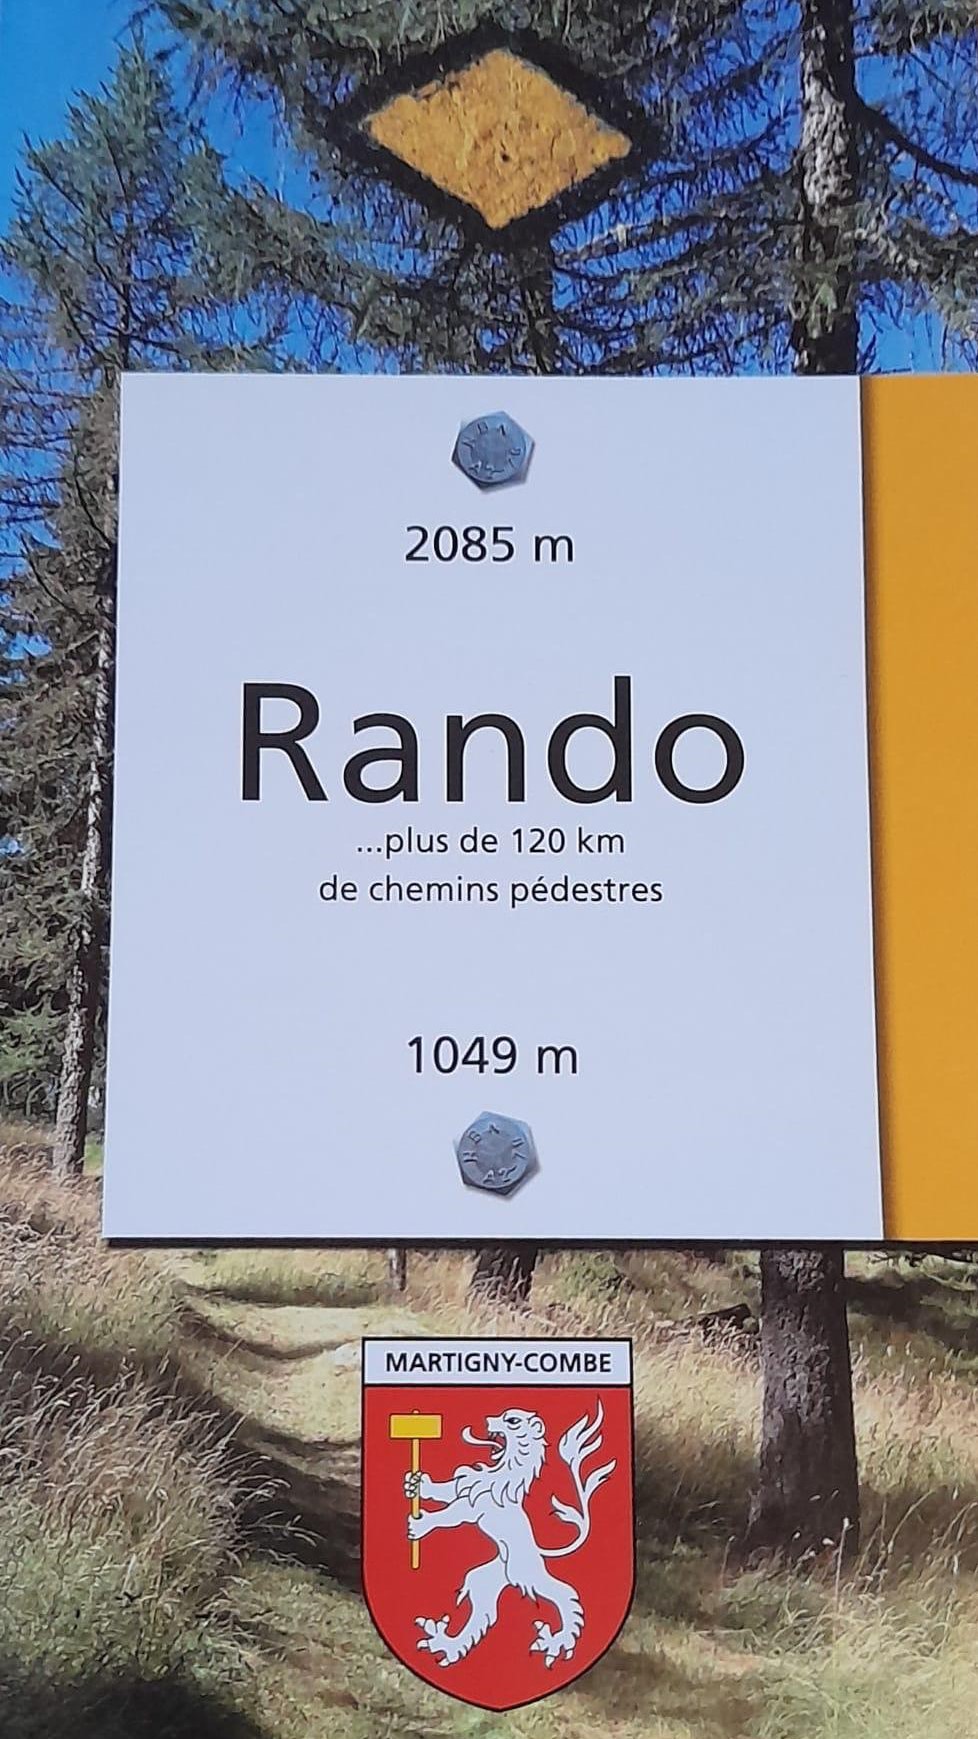 2085 m
Rando
...plus de 120 km
de chemins pédestres
1049 m
MARTIGNY-COMBE